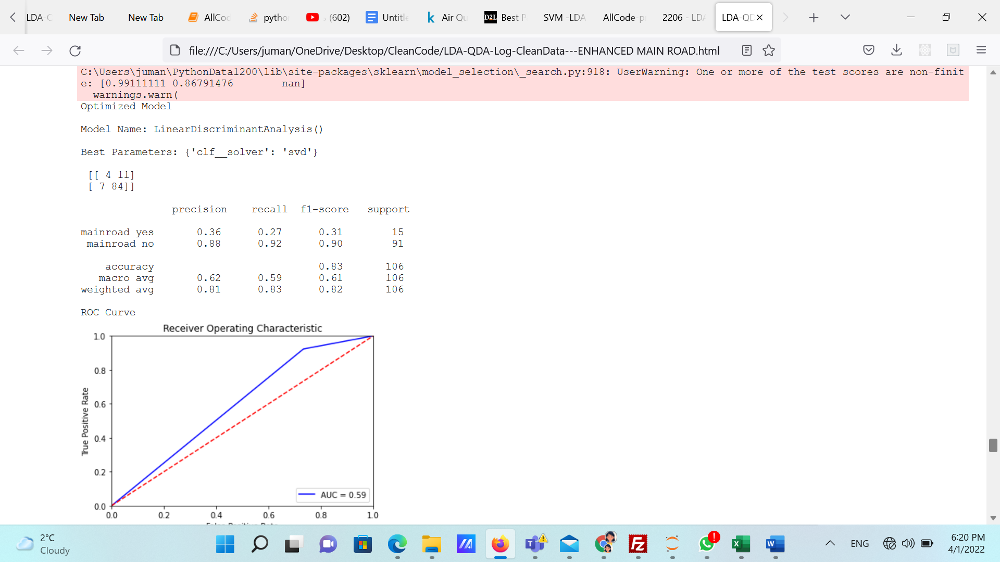 LDA-C
New Tab
New Tab
AllCoc
pytho
(602)
Untitle
Air Qu
Best P
SVM -LDA
AllCode-p
2206 - LDA
LDA-QD
file:///C:/Users/juman/OneDrive/Desktop/CleanCode/LDA-QDA-Log-CleanData---ENHANCED MAIN ROAD.html
C:\Users\juman\PythonData1200\lib\site-packages\sklearn\model_selection\_search.py:918: UserWarning: One or more of the test scores are non-finit
e: [0.99111111 0.86791476        nan]
warnings.warn(
Optimized Model
Model Name: LinearDiscriminantAnalysis()
Best Parameters: {'clf__solver': 'svd'}
[[ 4 11]
[ 7 84]]
precision recall f1-score support
mainroad yes 0.36 0.27 0.31 15
mainroad no 0.88 0.92 0.90 91
accuracy 0.83 106
macro avg 0.62 0.59 0.61 106
weighted avg 0.81 0.83 0.82 106
ROC Curve
Receiver Operating Characteristic
1.0
0.8
0.6
0.4
0.2
0.0
True Positive Rate
AUC = 0.59
0.0 0.2 0.4 0.6 0.8 1.0
2°C
Cloudy
ENG
6:20 PM
4/1/2022